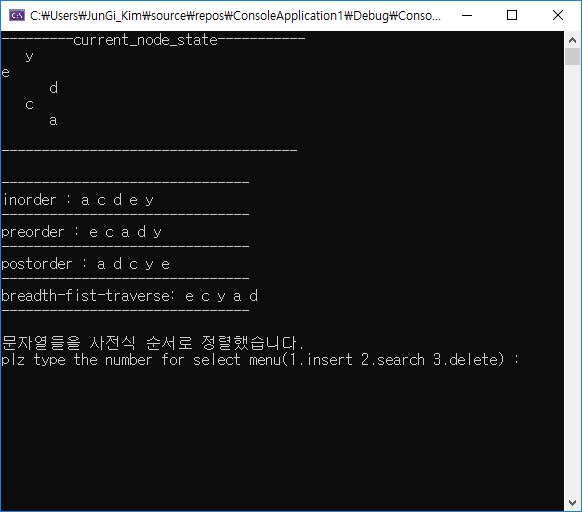 C:₩Users₩JunGi_Kim₩source₩repos₩ConsoleApplication1₩Debug₩Conso...
---------current_node_state-----------
y
e
d
c
a
-------------------------------------
-------------------------------
inorder : a c d e y
-------------------------------
preorder : e c a d y
-------------------------------
postorder : a d c y e
-------------------------------
breadth-fist-traverse: e c y a d
-------------------------------
문자열들을 사전식 순서로 정렬했습니다.
plz type the number for select menu(1.insert 2.search 3.delete) :